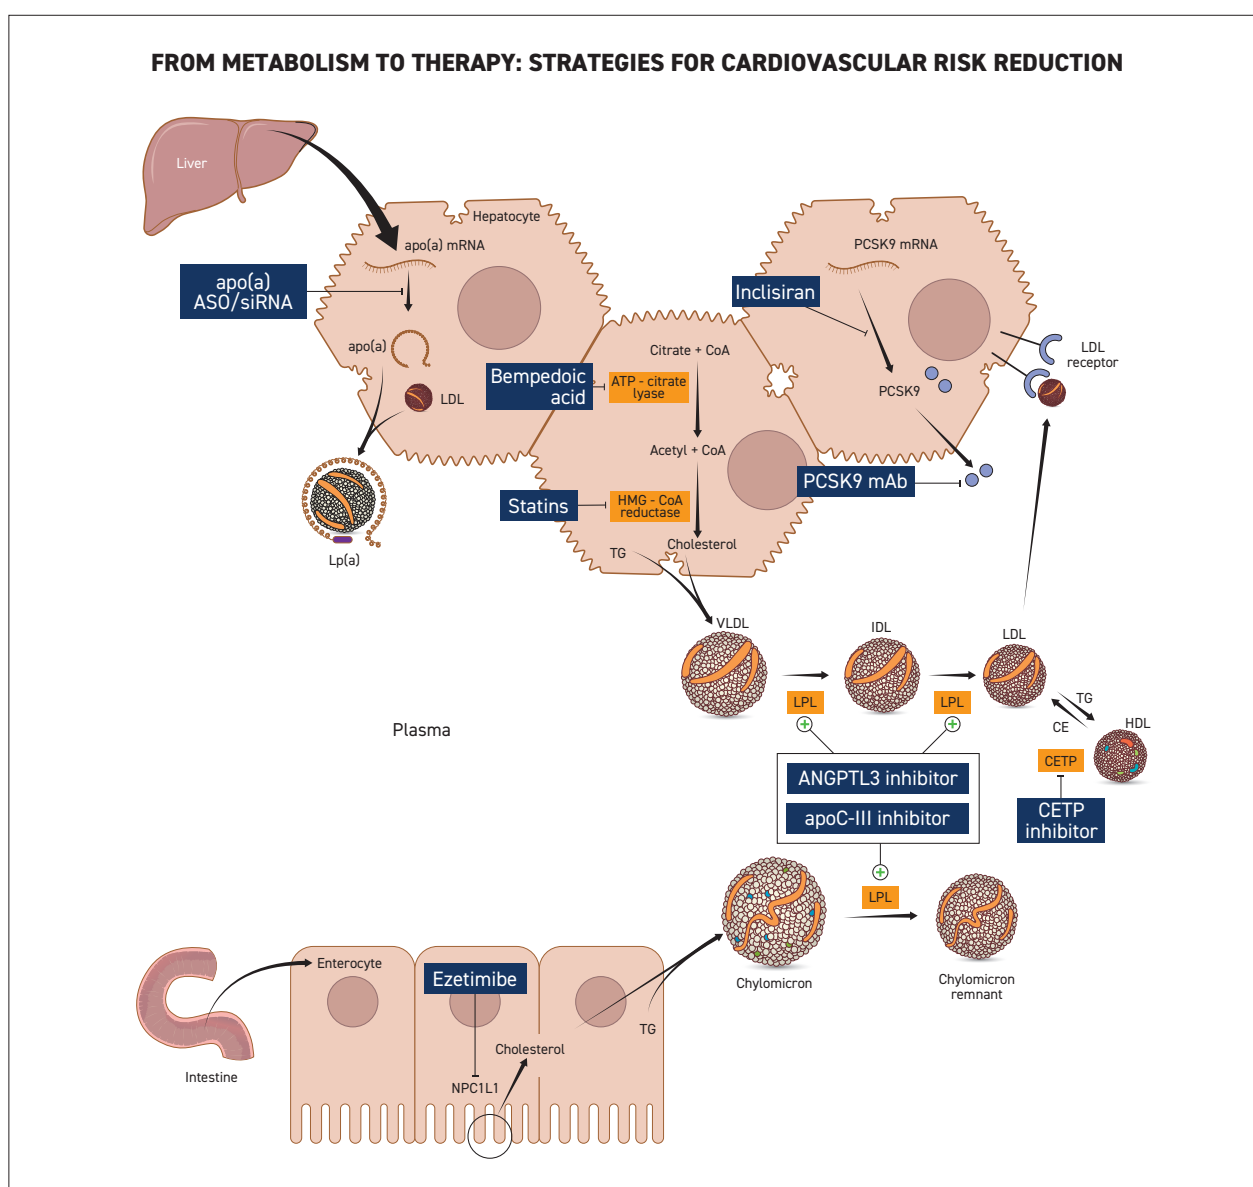 FROM METABOLISM TO THERAPY: STRATEGIES FOR CARDIOVASCULAR RISK REDUCTION
Liver
Hepatocyte
apo(a) mRNA
apo(a)
ASO/siRNA
apo(a)
LDL
Lp(a)
Citrate + CoA
Bempedoic
acid
ATP - citrate
lyase
Acetyl + CoA
Statins
HMG - CoA
reductase
Cholesterol
TG
PCSK9 mRNA
Inclisiran
PCSK9
PCSK9 mAb
LDL
receptor
VLDL
IDL
LDL
LPL
LPL
TG
CE
HDL
CETP
CETP
inhibitor
Plasma
ANGPTL3 inhibitor
apoC-III inhibitor
LPL
Chylomicron
Chylomicron
remnant
Intestine
Enterocyte
Ezetimibe
NPC1L1
Cholesterol
TG